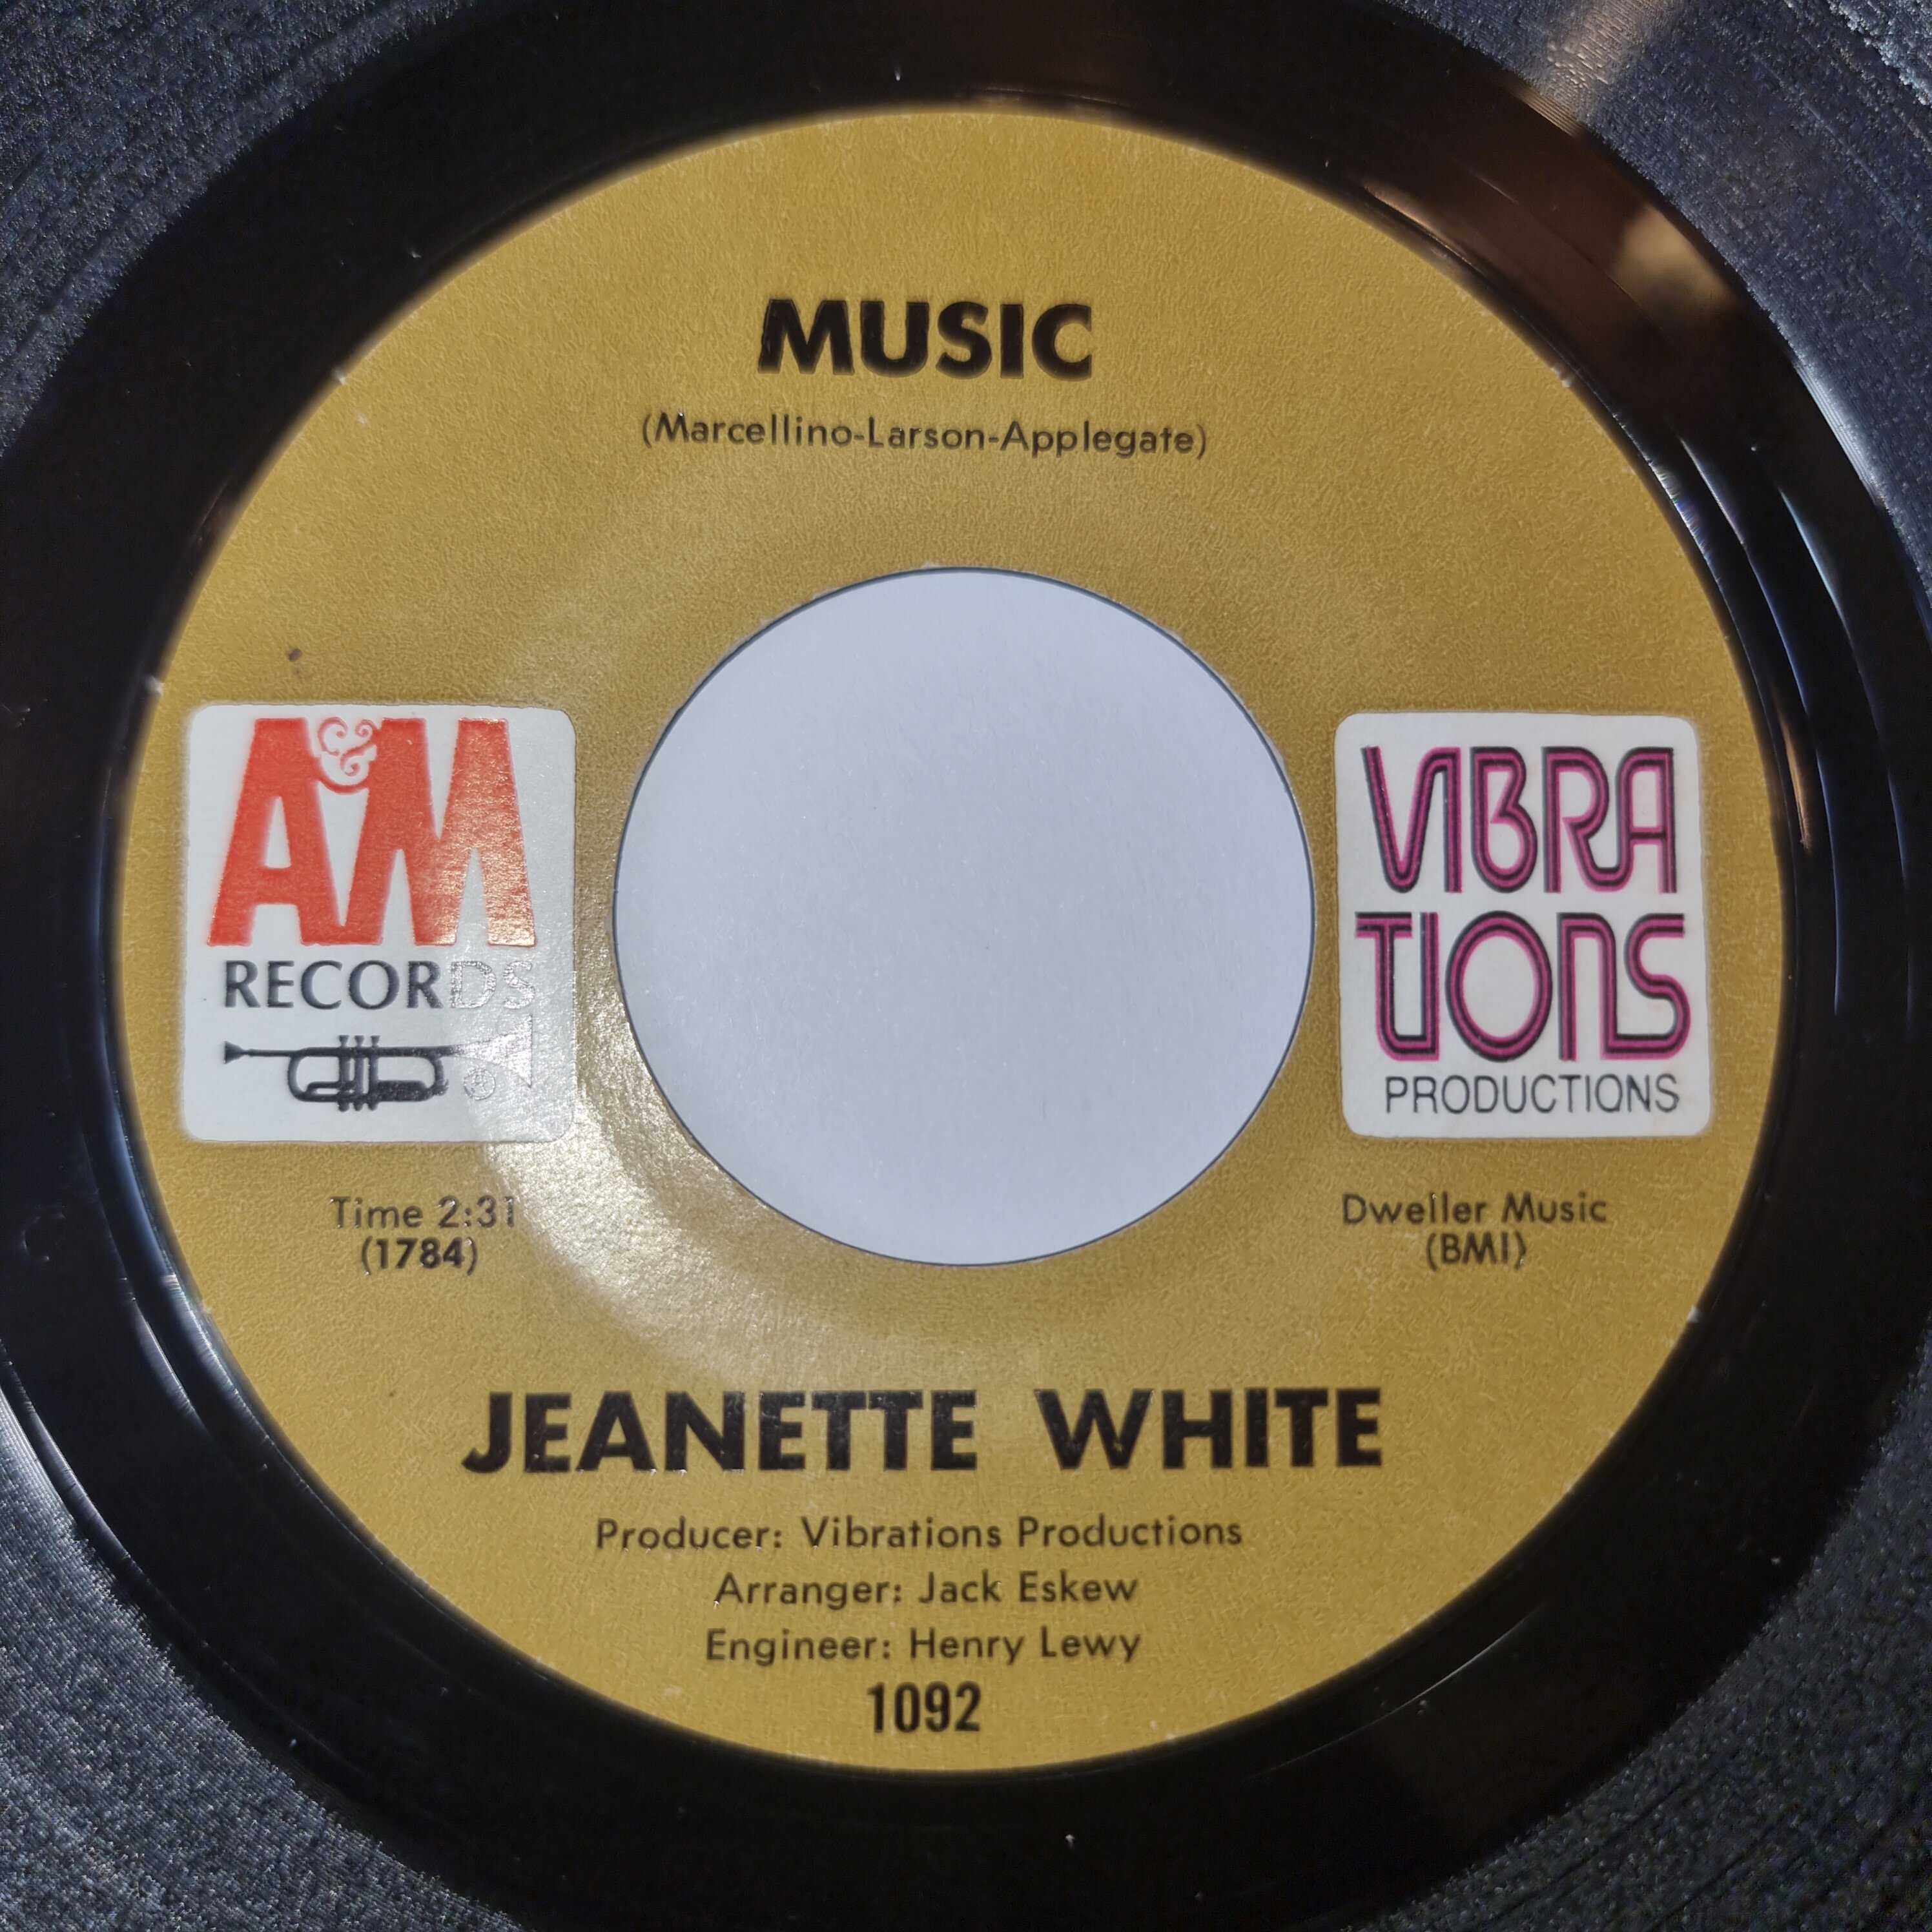 MUSIC
(Marcellino-Larson-Applegate)
A&M
RECORDS
®
VIBRA
TIONS
PRODUCTIONS
Time 2:31
(1784)
Dweller Music
(BMI)
JEANETTE WHITE
Producer: Vibrations Productions
Arranger: Jack Eskew
Engineer: Henry Lewy
1092